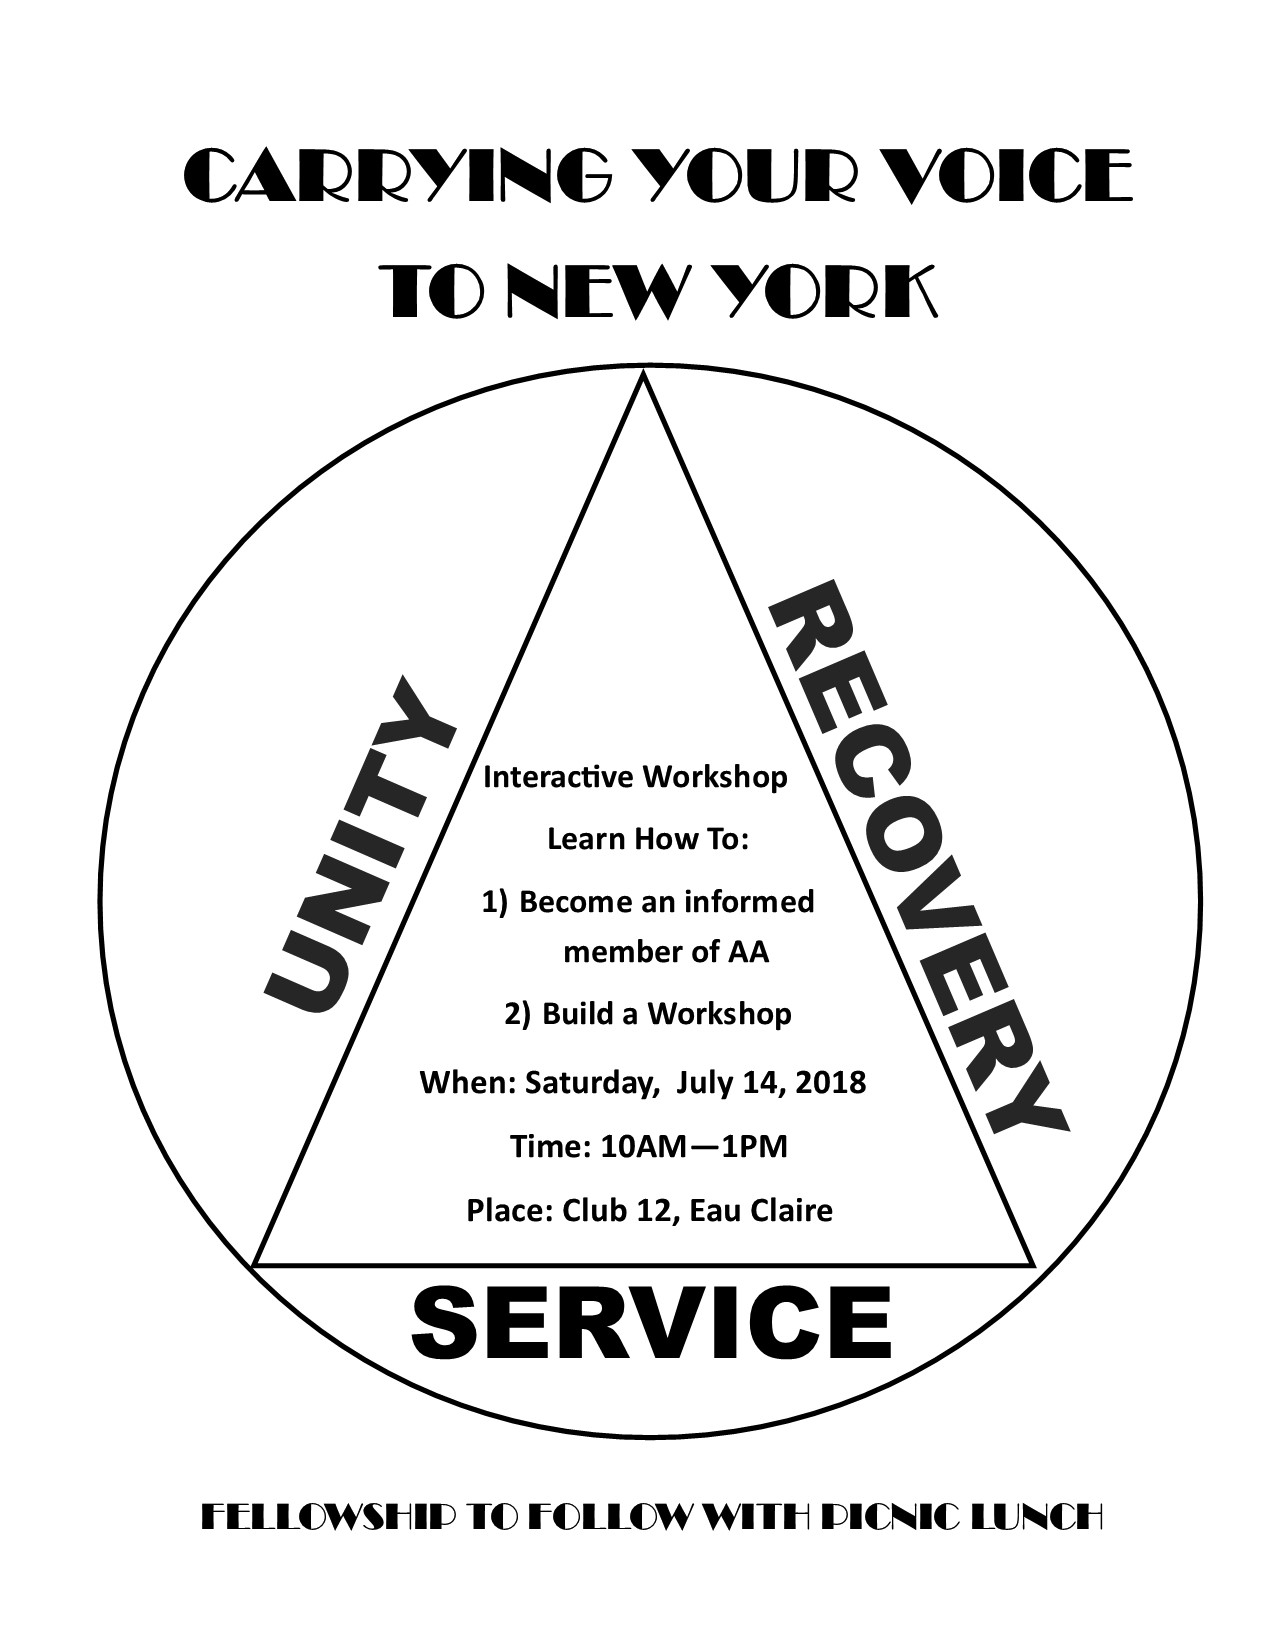 CARRYING YOUR VOICE
TO NEW YORK
UNITY
RECOVERY
Interactive Workshop
Learn How To:
1) Become an informed
member of AA
2) Build a Workshop
When: Saturday,  July 14, 2018
Time: 10AM—1PM
Place: Club 12, Eau Claire
SERVICE
FELLOWSHIP TO FOLLOW WITH PICNIC LUNCH